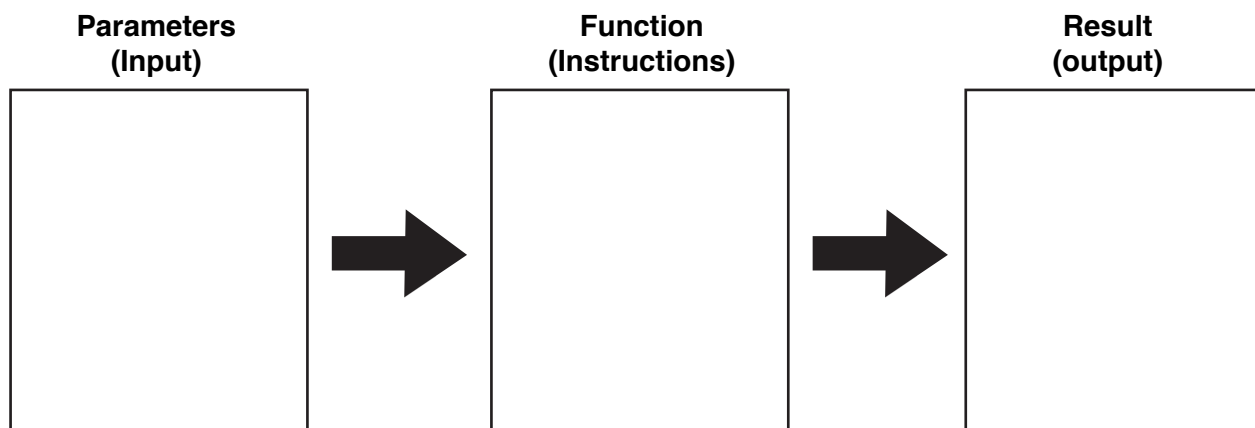 Parameters
(Input)
Function
(Instructions)
Result
(output)